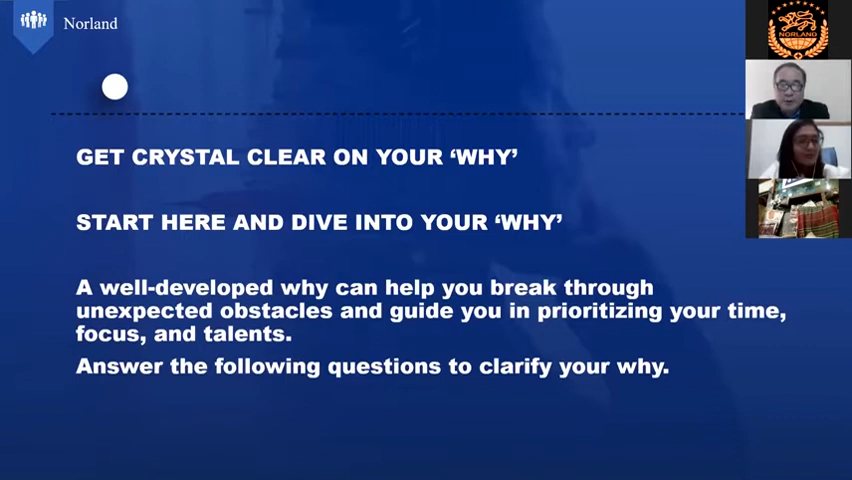 Norland
NORLAND
GET CRYSTAL CLEAR ON YOUR ‘WHY’
START HERE AND DIVE INTO YOUR ‘WHY’
A well-developed why can help you break through
unexpected obstacles and guide you in prioritizing your time,
focus, and talents.
Answer the following questions to clarify your why.